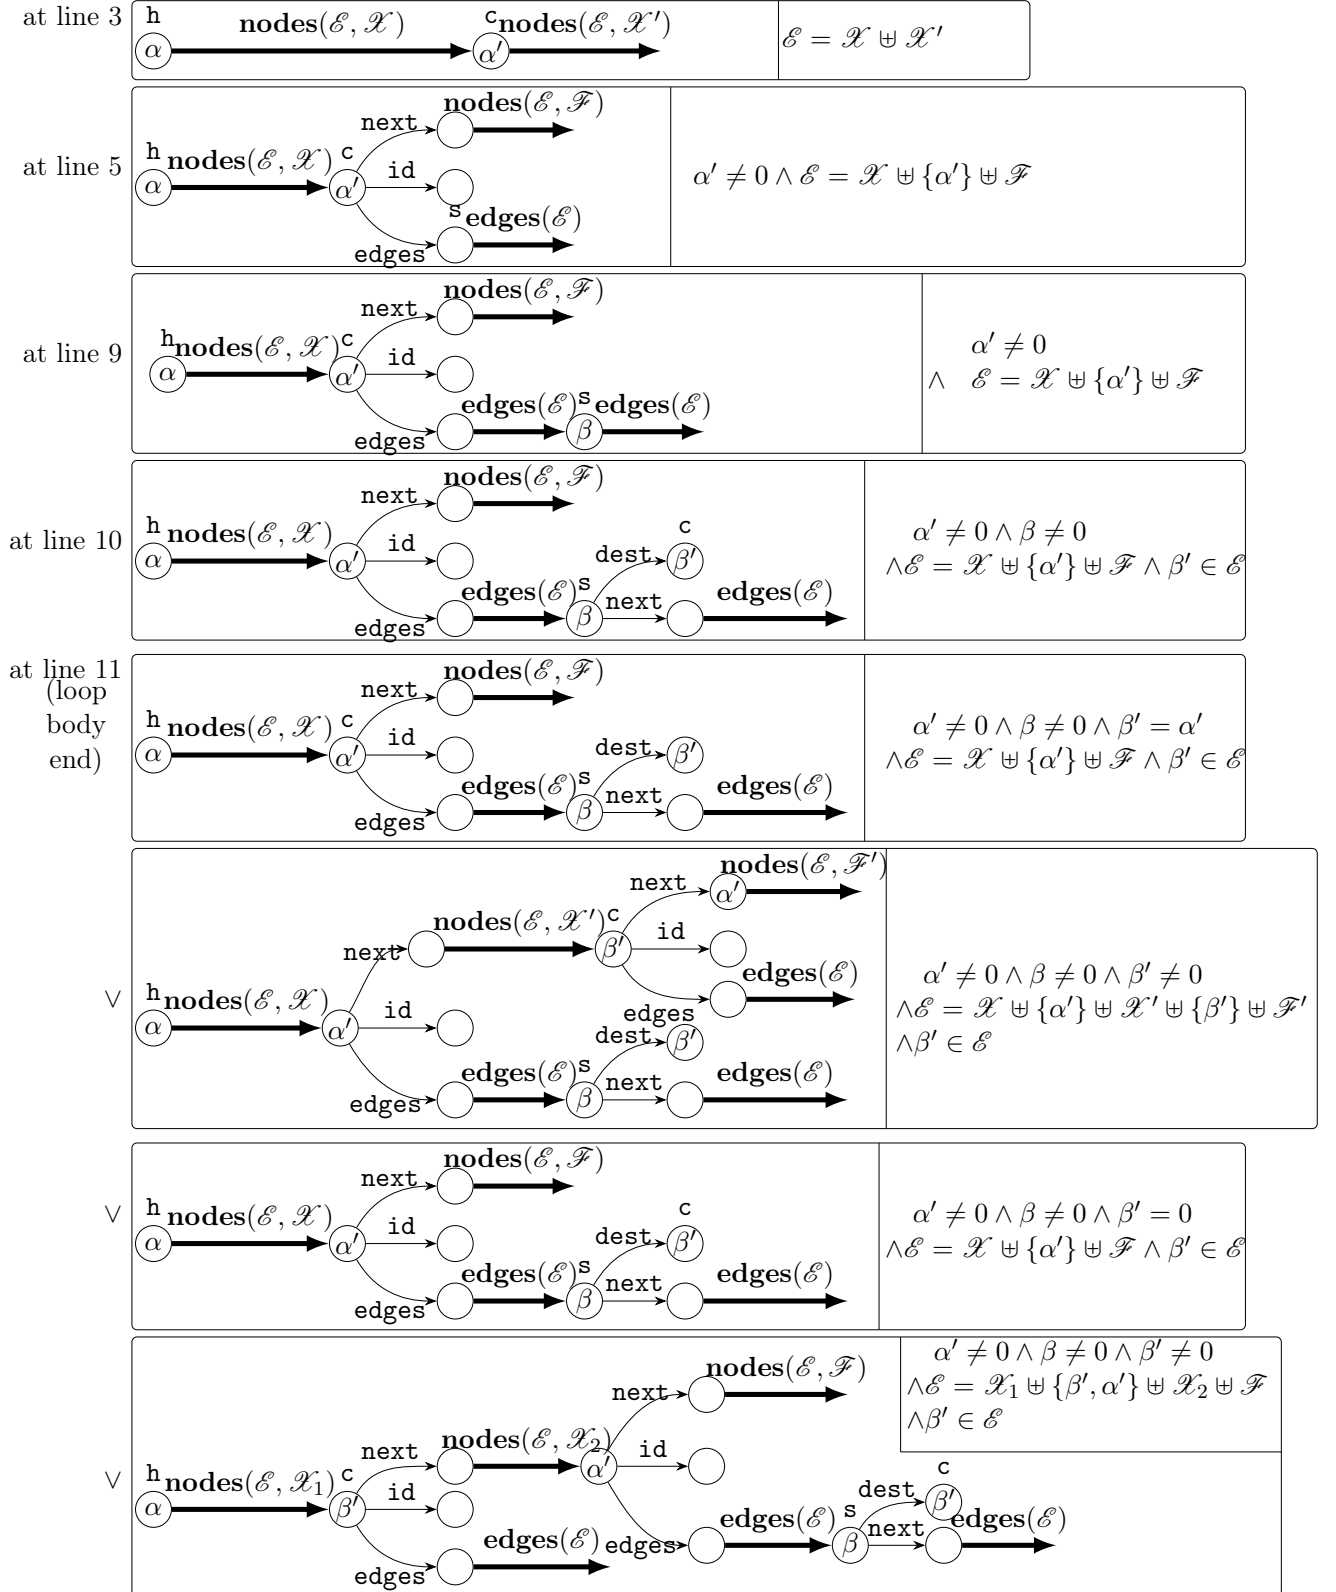 at line 3
h nodes(ℰ, 𝒳) c nodes(ℰ, 𝒳′)
α α′
ℰ = 𝒳 ⊎ 𝒳′
at line 5
nodes(ℰ, ℱ)
next
h nodes(ℰ, 𝒳) c
id
α α′
s edges(ℰ)
edges
α′ ≠ 0 ∧ ℰ = 𝒳 ⊎ {α′} ⊎ ℱ
at line 9
nodes(ℰ, ℱ)
next
h nodes(ℰ, 𝒳) c
id
α α′
edges(ℰ) s edges(ℰ)
edges β
α′ ≠ 0
∧ ℰ = 𝒳 ⊎ {α′} ⊎ ℱ
at line 10
nodes(ℰ, ℱ)
next
h nodes(ℰ, 𝒳) c
id dest
α α′ β′
edges(ℰ) s next edges(ℰ)
edges β
α′ ≠ 0 ∧ β ≠ 0
∧ℰ = 𝒳 ⊎ {α′} ⊎ ℱ ∧ β′ ∈ ℰ
at line 11
(loop
body
end)
nodes(ℰ, ℱ)
next
h nodes(ℰ, 𝒳) c
id dest
α α′ β′
edges(ℰ) s next edges(ℰ)
edges β
α′ ≠ 0 ∧ β ≠ 0 ∧ β′ = α′
∧ℰ = 𝒳 ⊎ {α′} ⊎ ℱ ∧ β′ ∈ ℰ
∨
nodes(ℰ, ℱ′)
next α′
nodes(ℰ, 𝒳′) c
next β′ id
edges(ℰ)
h nodes(ℰ, 𝒳)
α α′ id
edges
dest β′
edges(ℰ) s next edges(ℰ)
edges β
α′ ≠ 0 ∧ β ≠ 0 ∧ β′ ≠ 0
∧ℰ = 𝒳 ⊎ {α′} ⊎ 𝒳′ ⊎ {β′} ⊎ ℱ′
∧β′ ∈ ℰ
∨
nodes(ℰ, ℱ)
next
h nodes(ℰ, 𝒳) c
id dest
α α′ β′
edges(ℰ) s next edges(ℰ)
edges β
α′ ≠ 0 ∧ β ≠ 0 ∧ β′ = 0
∧ℰ = 𝒳 ⊎ {α′} ⊎ ℱ ∧ β′ ∈ ℰ
∨
nodes(ℰ, ℱ)
next
next nodes(ℰ, 𝒳₂) α′ id
h nodes(ℰ, 𝒳₁) c
α β′ id
c
dest β′
edges(ℰ) edges edges(ℰ) s next edges(ℰ)
edges β
α′ ≠ 0 ∧ β ≠ 0 ∧ β′ ≠ 0
∧ℰ = 𝒳₁ ⊎ {β′, α′} ⊎ 𝒳₂ ⊎ ℱ
∧β′ ∈ ℰ